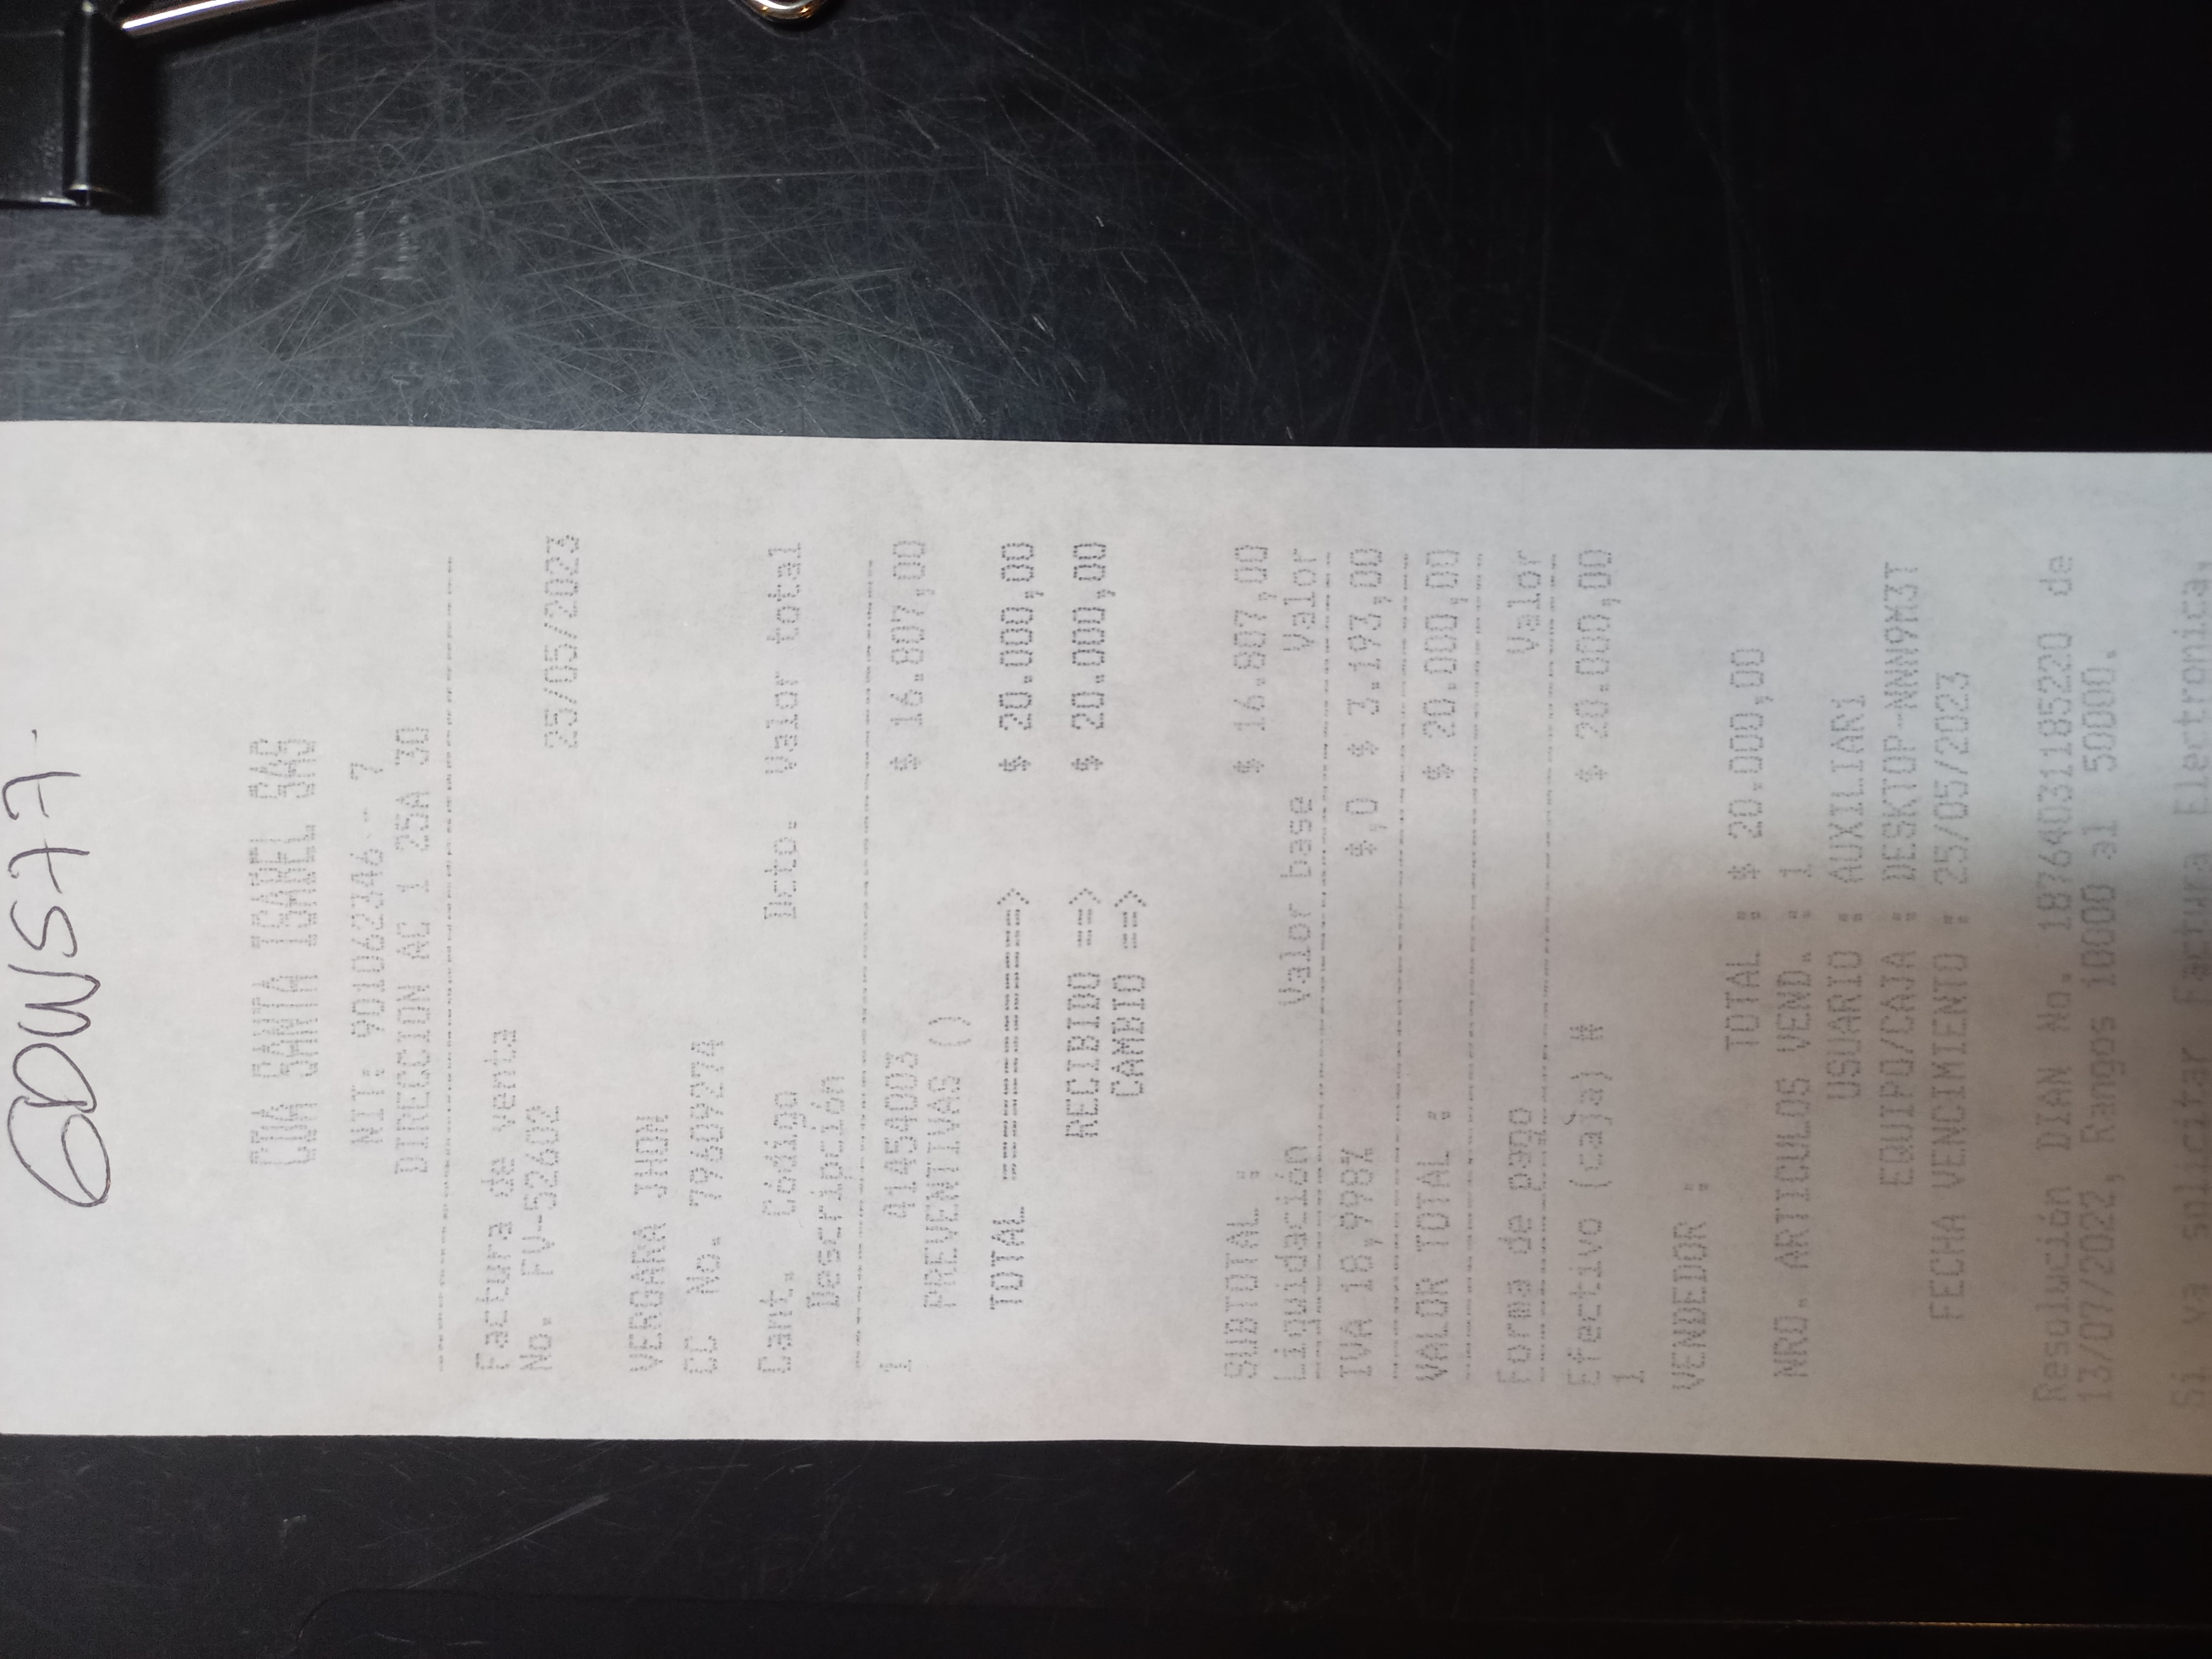 CDA SANTA ISABEL SAS
NIT: 901062346 - 7
DIRECCION AC 1 25A 30
Factura de venta
No. FV-52602 25/05/2023
VERGARA JHON
CC No. 79609274
Cant. Código Dcto. Valor total
Descripción
1 41454003 $ 16.807,00
PREVENTIVAS ()
TOTAL =============> $ 20.000,00
RECIBIDO ==> $ 20.000,00
CAMBIO ==>
SUBTOTAL : $ 16.807,00
Liquidación Valor base Valor
IVA 18,998% $,0 $ 3.193,00
VALOR TOTAL : $ 20.000,00
Forma de pago Valor
Efectivo (caja) # $ 20.000,00
1
VENDEDOR :
TOTAL : $ 20.000,00
NRO. ARTICULOS VEND. : 1
USUARIO : AUXILIAR1
EQUIPO/CAJA : DESKTOP-NNN9M3T
FECHA VENCIMIENTO : 25/05/2023
Resolución DIAN No. 18764031185220 de
13/07/2022, Rangos 10000 al 50000.
Si va solicitar Factura Electronica,